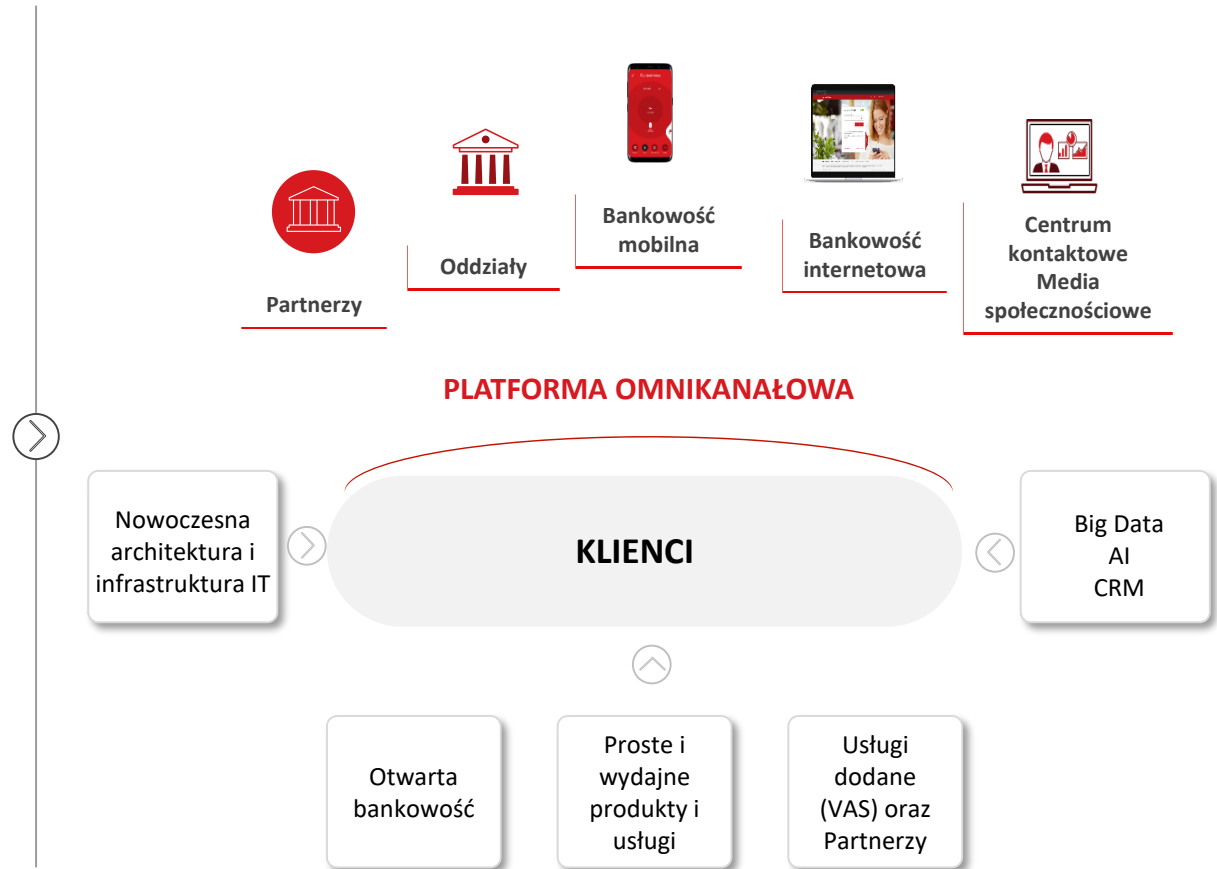 Partnerzy
Oddziały
Bankowość
mobilna
Bankowość
internetowa
Centrum
kontaktowe
Media
społecznościowe
PLATFORMA OMNIKANAŁOWA
Nowoczesna
architektura i
infrastruktura IT
KLIENCI
Big Data
AI
CRM
Otwarta
bankowość
Proste i
wydajne
produkty i
usługi
Usługi
dodane
(VAS) oraz
Partnerzy